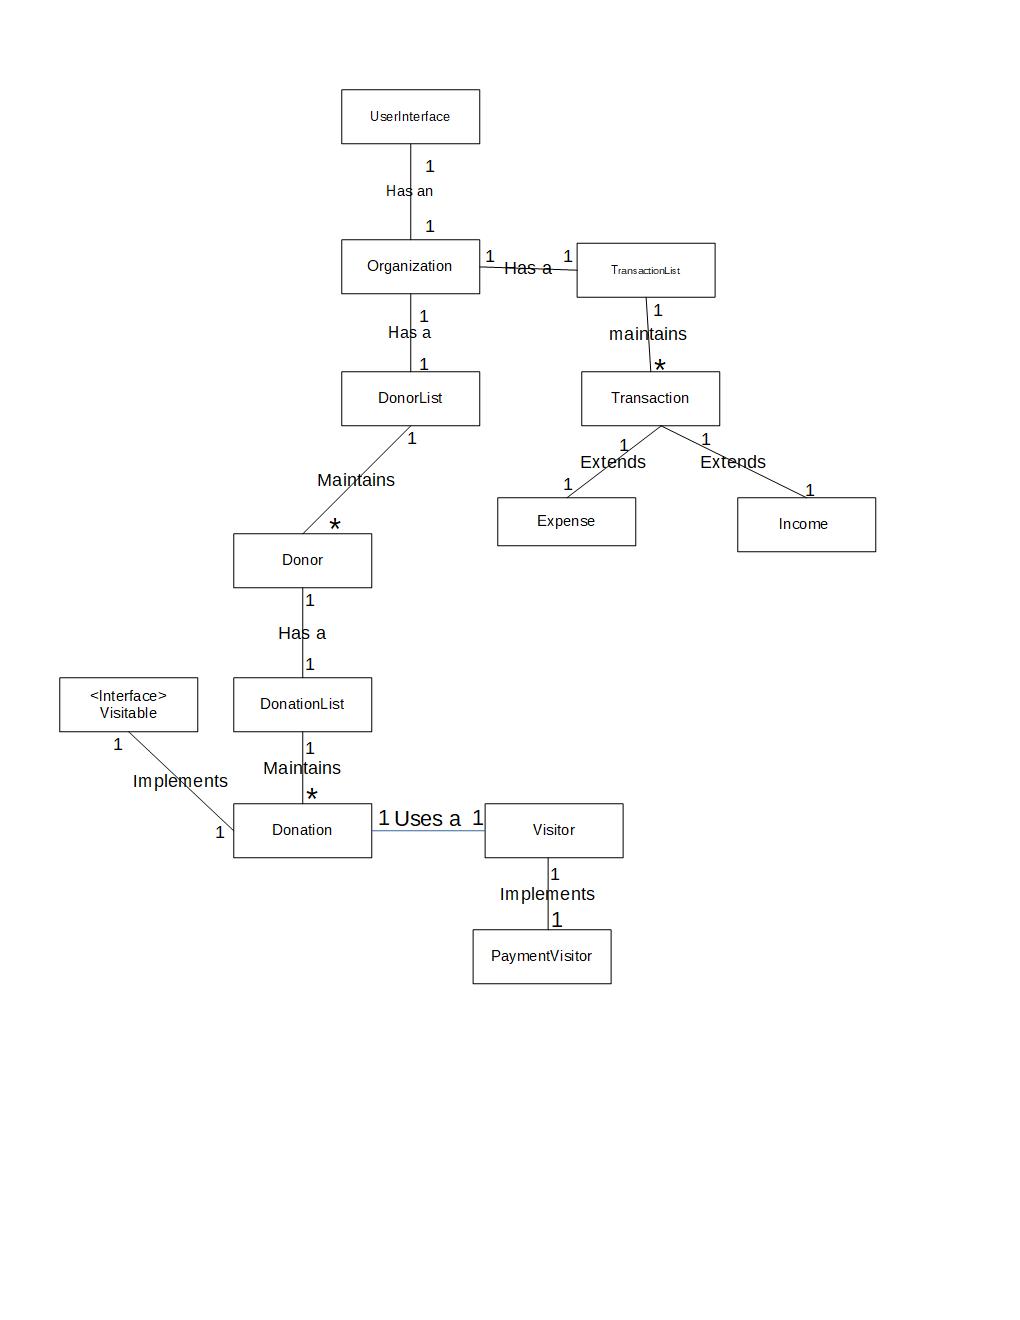 UserInterface
1
Has an
1
Organization
1
Has a
1
TransactionList
1
Has a
1
1
maintains
*
DonorList
Transaction
1
Maintains
*
1
Extends
1
1
Extends
1
Expense
Income
Donor
1
Has a
1
<Interface>
Visitable
DonationList
1
Implements
1
1
Maintains
*
Donation
1 Uses a 1
Visitor
1
Implements
1
PaymentVisitor